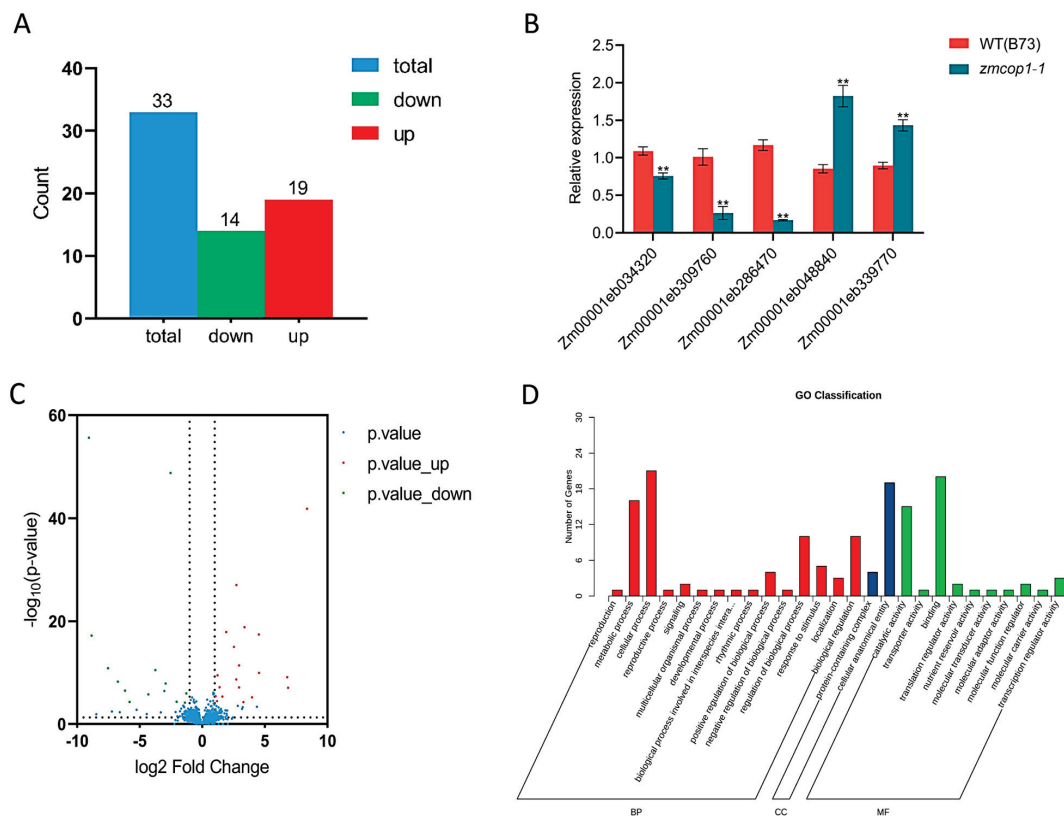 A
total
down
up
40
30
20
10
0
Count
33
14
19
total
down
up
B
WT(B73)
zmcop1-1
2.5
2.0
1.5
1.0
0.5
0.0
Relative expression
**
**
**
**
**
Zm00001eb034320
Zm00001eb309760
Zm00001eb286470
Zm00001eb048840
Zm00001eb339770
C
60
40
20
0
-log10(p-value)
-10
-5
0
5
10
log2 Fold Change
p.value
p.value_up
p.value_down
D
GO Classification
30
24
18
12
6
0
Number of Genes
reproduction
metabolic process
cellular process
reproductive process
signaling
multicellular organismal process
developmental process
biological process involved in interspecies intera...
rhythmic process
positive regulation of biological process
negative regulation of biological process
regulation of biological process
response to stimulus
localization
biological regulation
protein-containing complex
cellular anatomical entity
catalytic activity
transporter activity
binding
translation regulator activity
nutrient reservoir activity
molecular transducer activity
molecular adaptor activity
molecular function regulator
molecular carrier activity
transcription regulator activity
BP
CC
MF